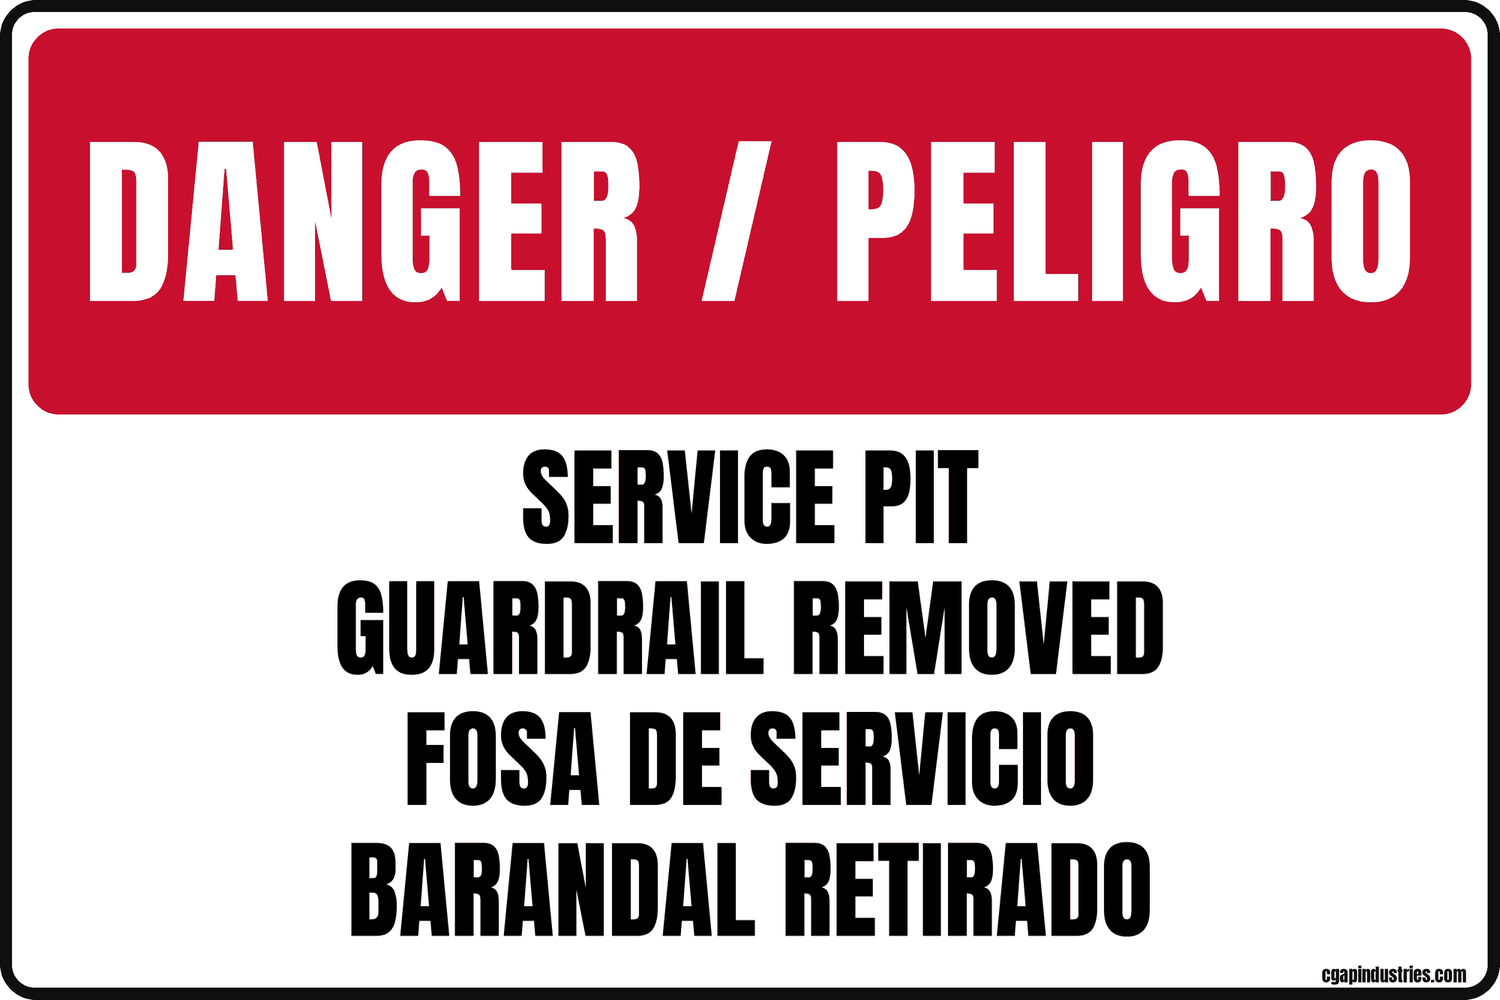 DANGER / PELIGRO
SERVICE PIT
GUARDRAIL REMOVED
FOSA DE SERVICIO
BARANDAL RETIRADO
cgapindustries.com